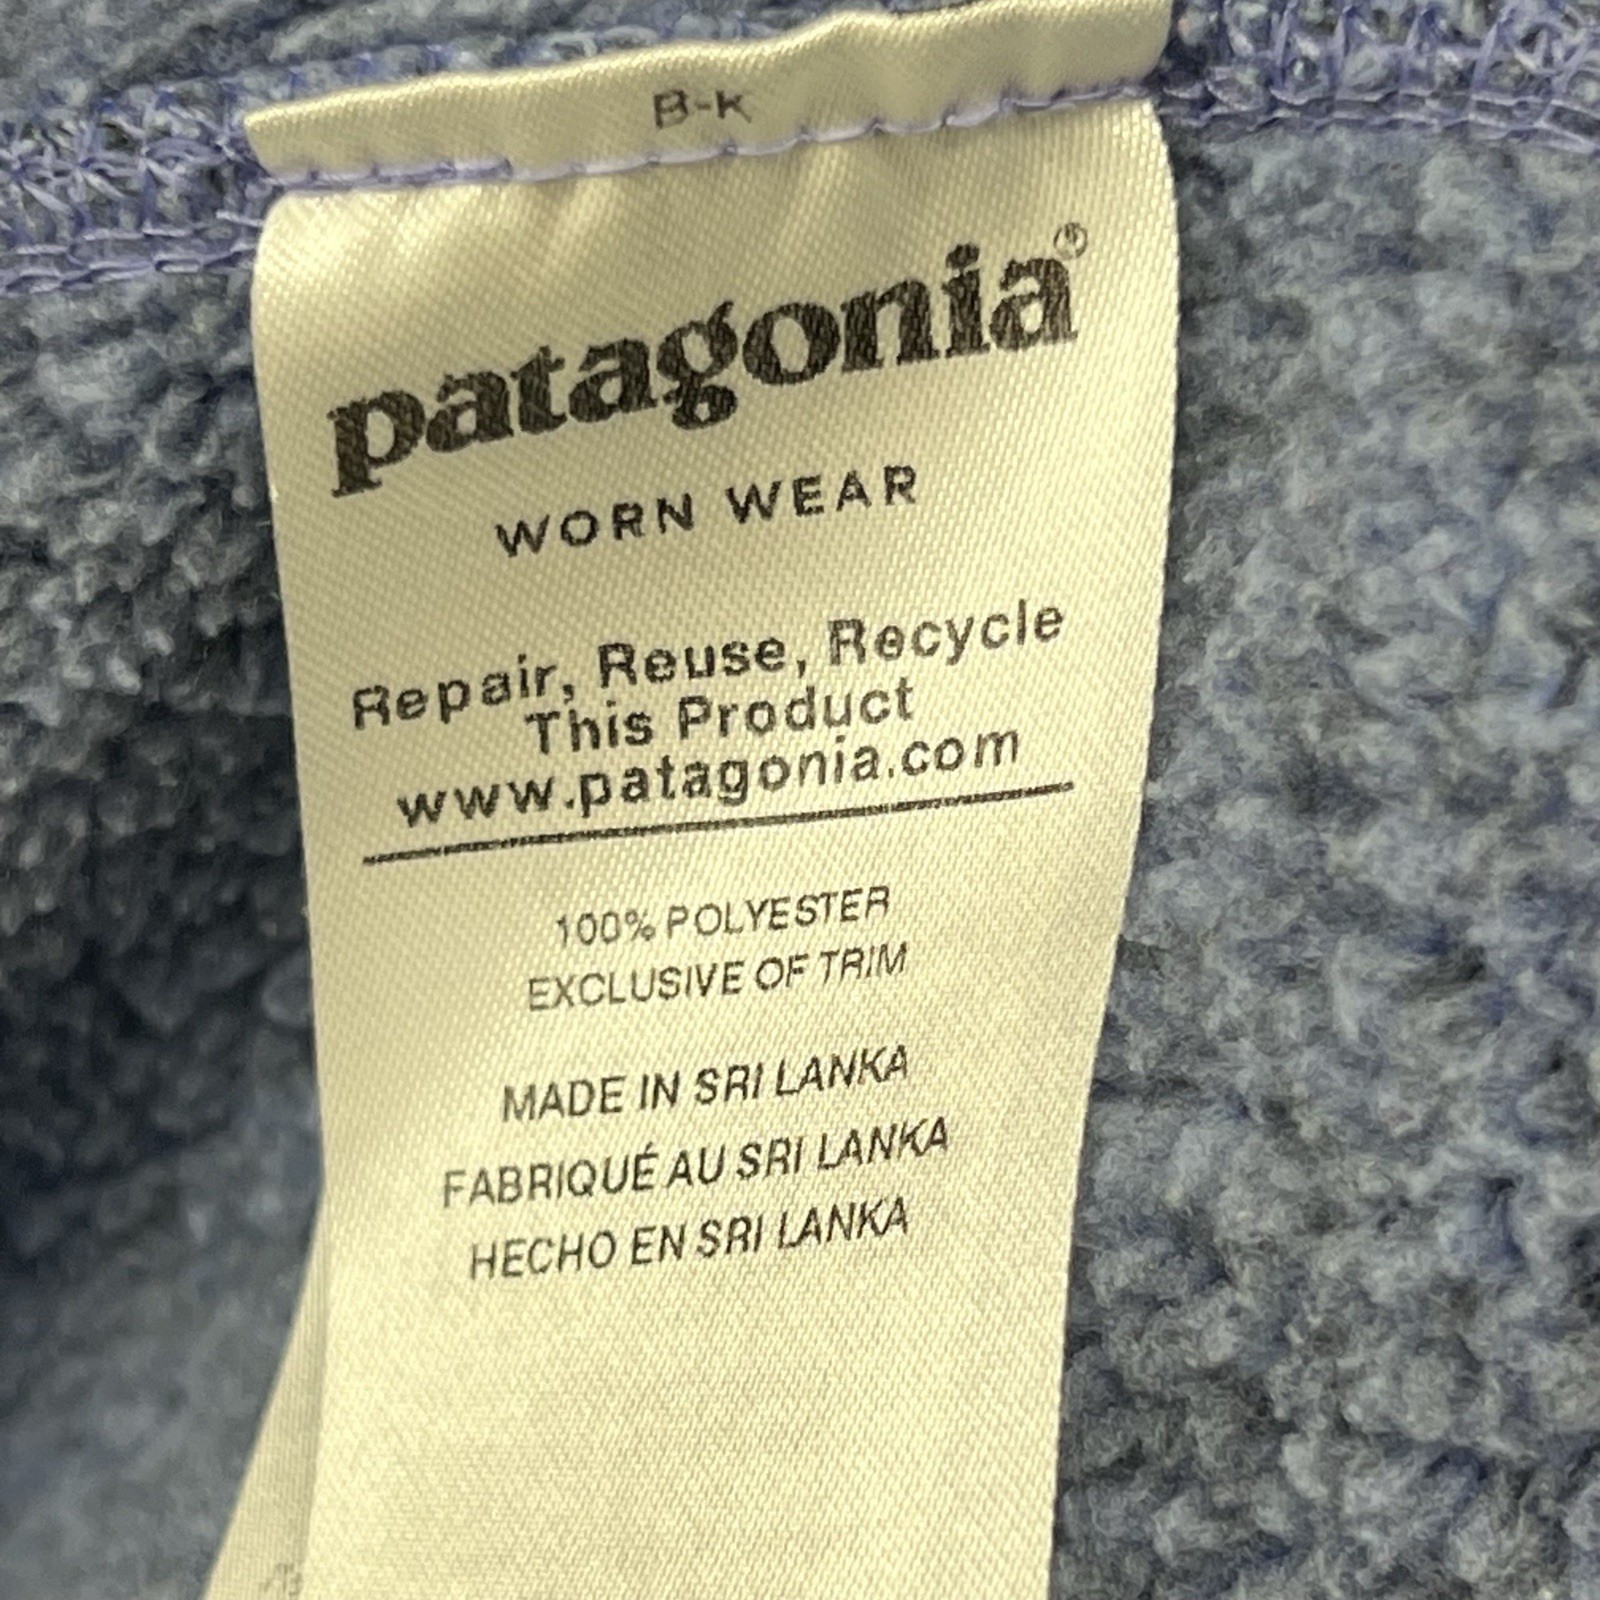 B-K
patagonia®
WORN WEAR
Repair, Reuse, Recycle
This Product
www.patagonia.com
100% POLYESTER
EXCLUSIVE OF TRIM
MADE IN SRI LANKA
FABRIQUÉ AU SRI LANKA
HECHO EN SRI LANKA